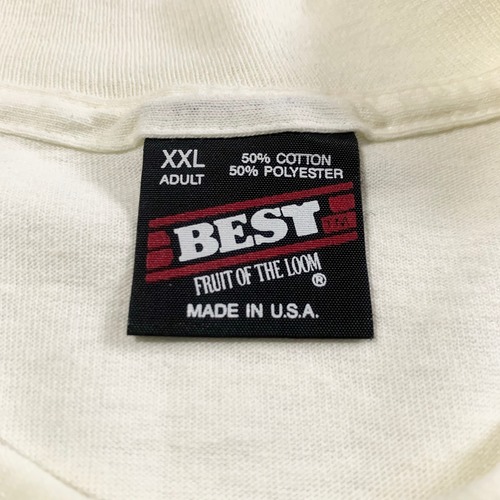 XXL
ADULT
50% COTTON
50% POLYESTER
BEST
FRUIT OF THE LOOM
®
MADE IN U.S.A.